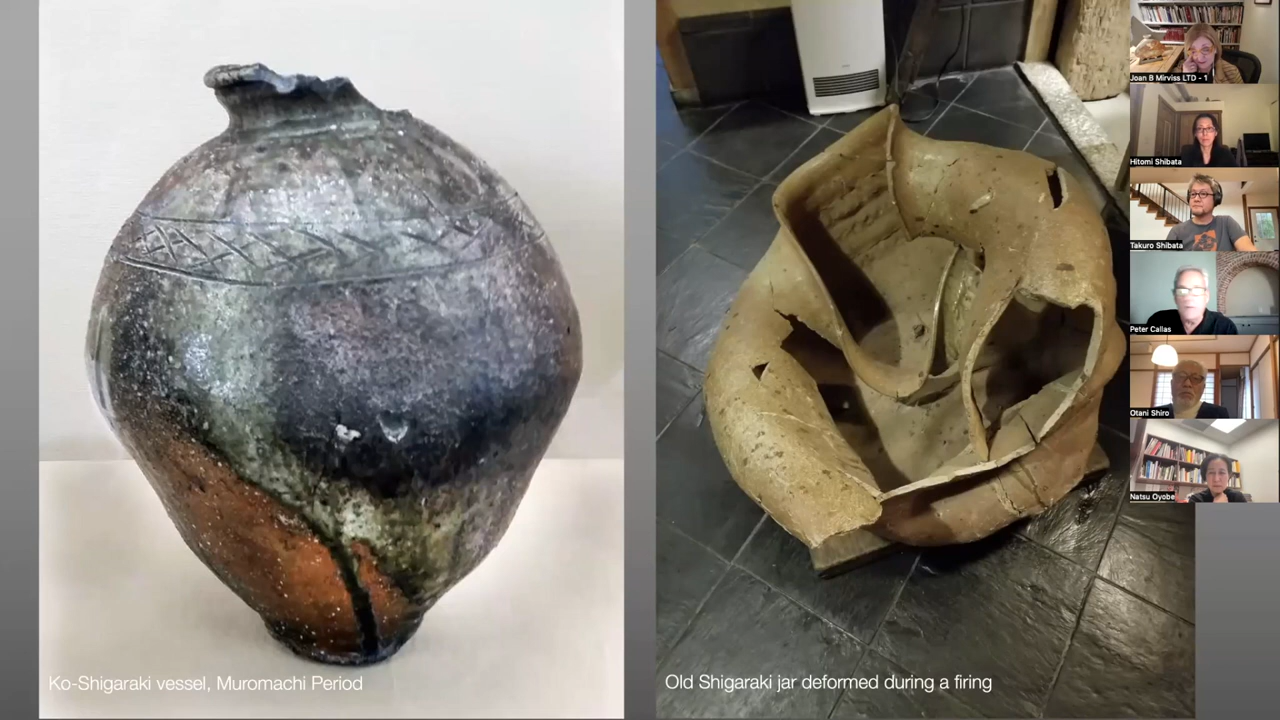 Ko-Shigaraki vessel, Muromachi Period
Old Shigaraki jar deformed during a firing
Joan B Mirviss LTD - 1
Hitomi Shibata
Takuro Shibata
Peter Callas
Otani Shiro
Natsu Oyobe